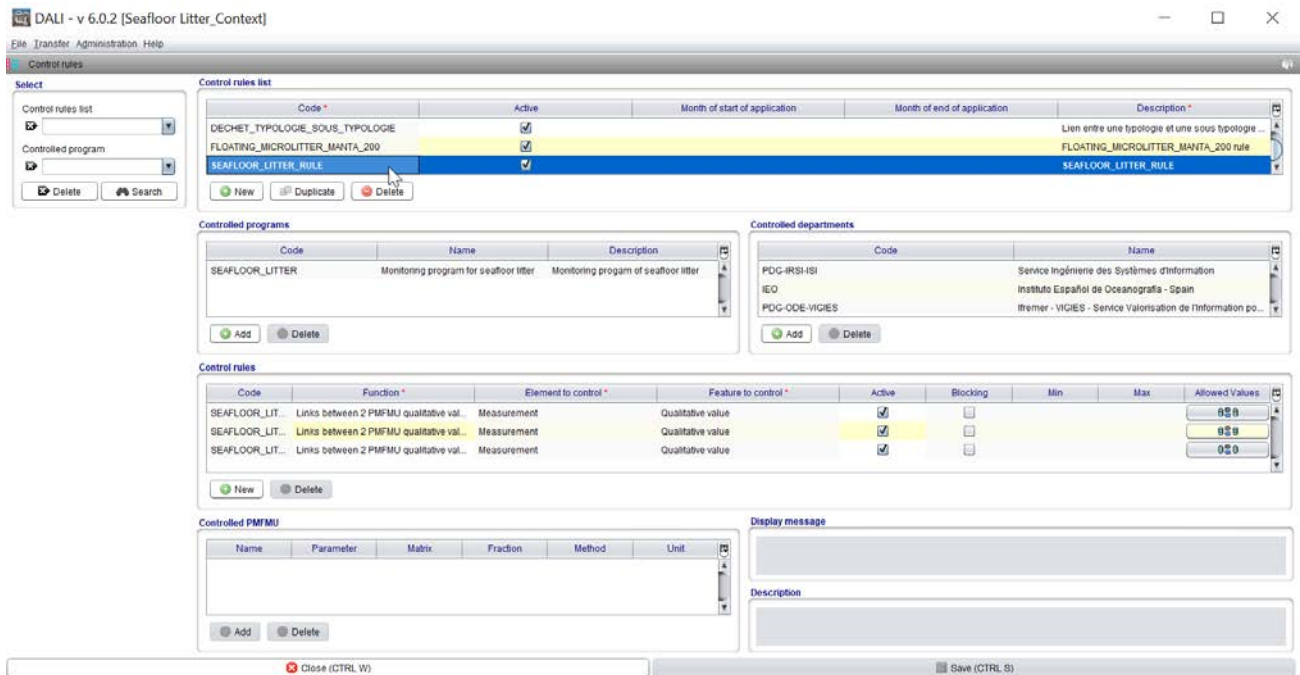 DALI - v 6.0.2 [Seafloor Litter_Context]
File Transfer Administration Help
Control rules
Select
Control rules list
Controlled program
Delete Search
Control rules list
Code * Active Month of start of application Month of end of application Description *
DECHET_TYPOLOGIE_SOUS_TYPOLOGIE Lien entre une typologie et une sous typologie ...
FLOATING_MICROLITTER_MANTA_200 FLOATING_MICROLITTER_MANTA_200 rule
SEAFLOOR_LITTER_RULE SEAFLOOR_LITTER_RULE
New Duplicate Delete
Controlled programs
Code Name Description
SEAFLOOR_LITTER Monitoring program for seafloor litter Monitoring progam of seafloor litter
Add Delete
Controlled departments
Code Name
PDG-IRSI-ISI Service Ingénierie des Systèmes d'Information
IEO Instituto Español de Oceanografía - Spain
PDG-ODE-VIGIES Ifremer - VIGIES - Service Valorisation de l'Information po...
Add Delete
Control rules
Code Function * Element to control * Feature to control * Active Blocking Min Max Allowed Values
SEAFLOOR_LIT... Links between 2 PMFMU qualitative val... Measurement Qualitative value
SEAFLOOR_LIT... Links between 2 PMFMU qualitative val... Measurement Qualitative value
SEAFLOOR_LIT... Links between 2 PMFMU qualitative val... Measurement Qualitative value
New Delete
Controlled PMFMU
Name Parameter Matrix Fraction Method Unit
Add Delete
Display message
Description
Close (CTRL W) Save (CTRL S)